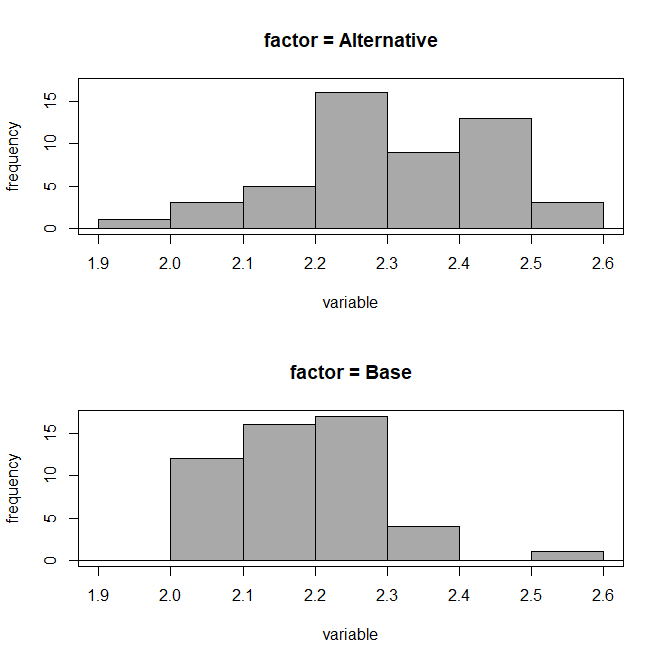 factor = Alternative
frequency
15
10
5
0
1.9 2.0 2.1 2.2 2.3 2.4 2.5 2.6
variable
factor = Base
frequency
15
10
5
0
1.9 2.0 2.1 2.2 2.3 2.4 2.5 2.6
variable